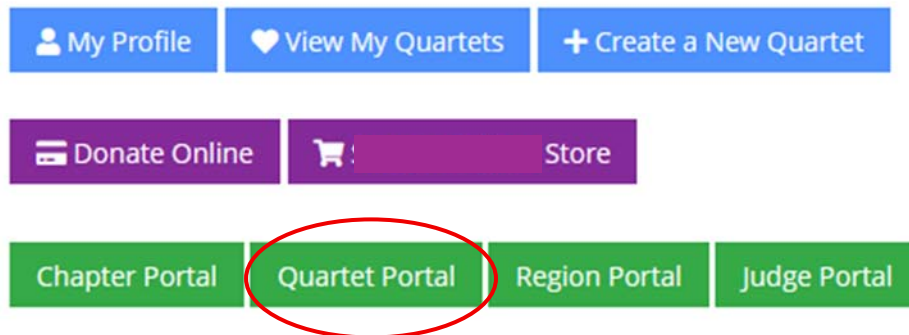 My Profile View My Quartets Create a New Quartet
Donate Online Store
Chapter Portal Quartet Portal Region Portal Judge Portal